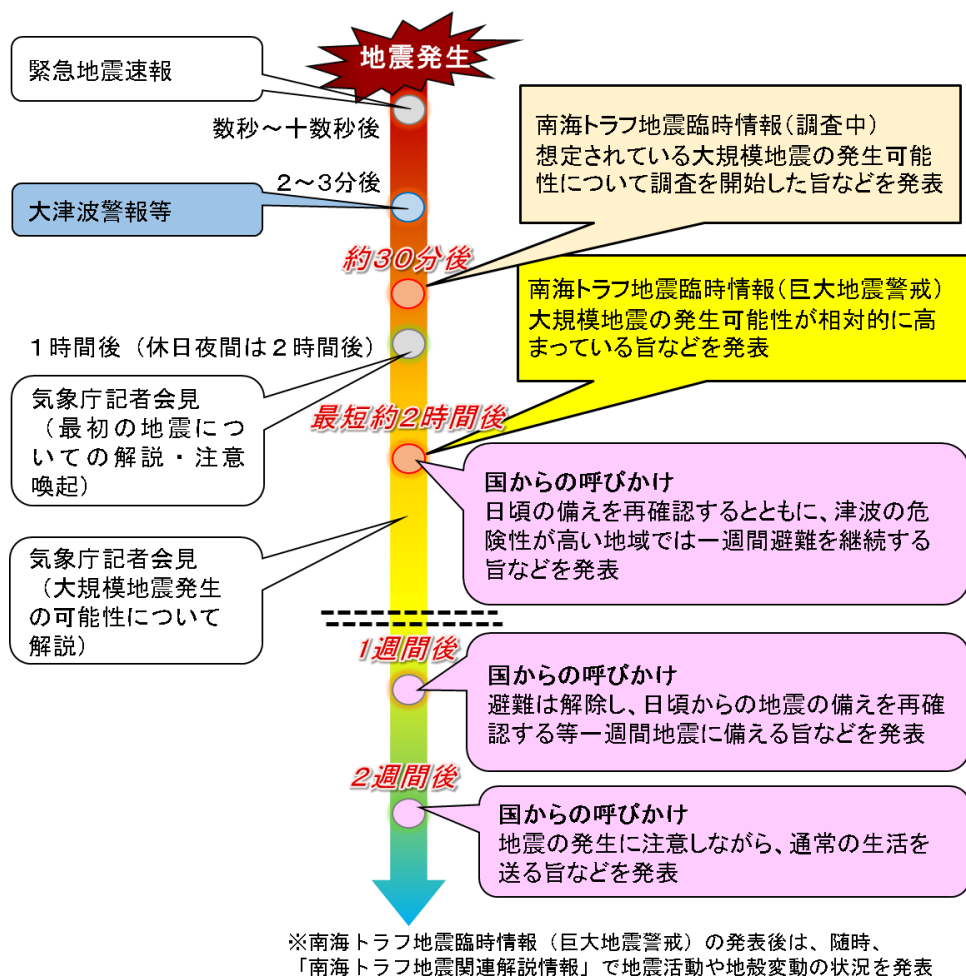 地震発生
緊急地震速報
数秒～十数秒後
２～３分後
大津波警報等
南海トラフ地震臨時情報（調査中）
想定されている大規模地震の発生可能
性について調査を開始した旨などを発表
約３０分後
南海トラフ地震臨時情報（巨大地震警戒）
大規模地震の発生可能性が相対的に高
まっている旨などを発表
１時間後（休日夜間は２時間後）
気象庁記者会見
（最初の地震につ
いての解説・注意
喚起）
最短約２時間後
国からの呼びかけ
日頃の備えを再確認するとともに、津波の危
険性が高い地域では一週間避難を継続する
旨などを発表
気象庁記者会見
（大規模地震発生
の可能性について
解説）
１週間後
国からの呼びかけ
避難は解除し、日頃からの地震の備えを再確
認する等一週間地震に備える旨などを発表
２週間後
国からの呼びかけ
地震の発生に注意しながら、通常の生活を
送る旨などを発表
※南海トラフ地震臨時情報（巨大地震警戒）の発表後は、随時、
「南海トラフ地震関連解説情報」で地震活動や地殻変動の状況を発表